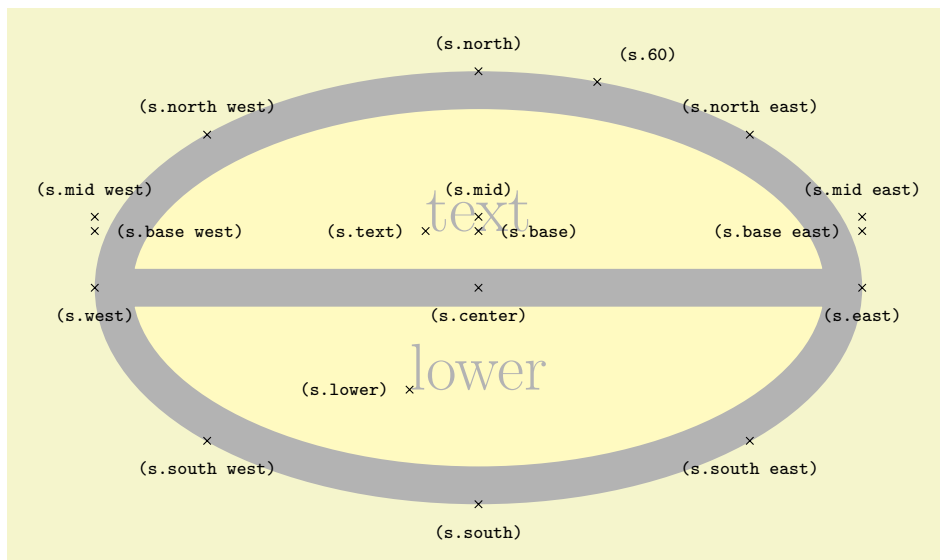 (s.north)
(s.60)
(s.north west)
(s.north east)
(s.mid west)
(s.mid)
(s.mid east)
text
(s.base west)
(s.text)
(s.base)
(s.base east)
(s.west)
(s.center)
(s.east)
lower
(s.lower)
(s.south west)
(s.south east)
(s.south)